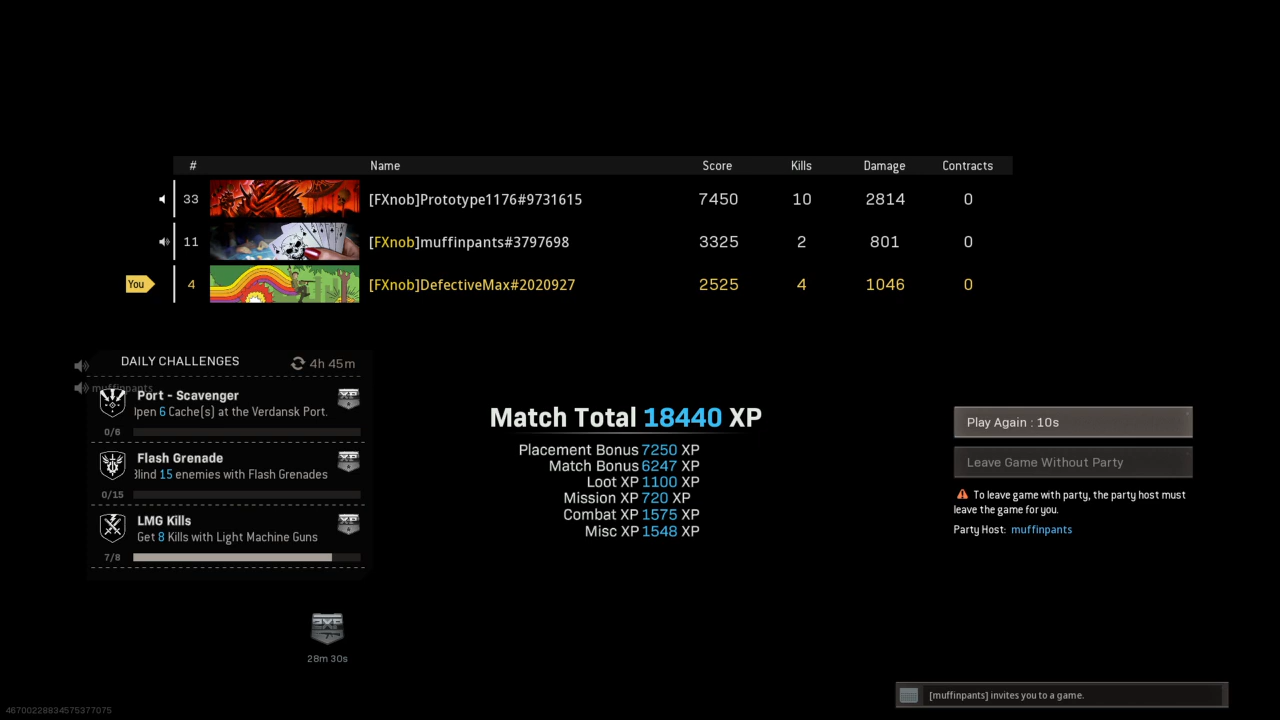 # Name Score Kills Damage Contracts
33 [FXnob]Prototype1176#9731615 7450 10 2814 0
11 [FXnob]muffinpants#3797698 3325 2 801 0
You 4 [FXnob]DefectiveMax#2020927 2525 4 1046 0
DAILY CHALLENGES 4h 45m
muffinpants
Port - Scavenger
pen 6 Cache(s) at the Verdansk Port.
0/6
Flash Grenade
Blind 15 enemies with Flash Grenades
0/15
LMG Kills
Get 8 Kills with Light Machine Guns
7/8
2XP
28m 30s
Match Total 18440 XP
Placement Bonus 7250 XP
Match Bonus 6247 XP
Loot XP 1100 XP
Mission XP 720 XP
Combat XP 1575 XP
Misc XP 1548 XP
Play Again : 10s
Leave Game Without Party
To leave game with party, the party host must
leave the game for you.
Party Host: muffinpants
[muffinpants] invites you to a game.
46700228834575377075